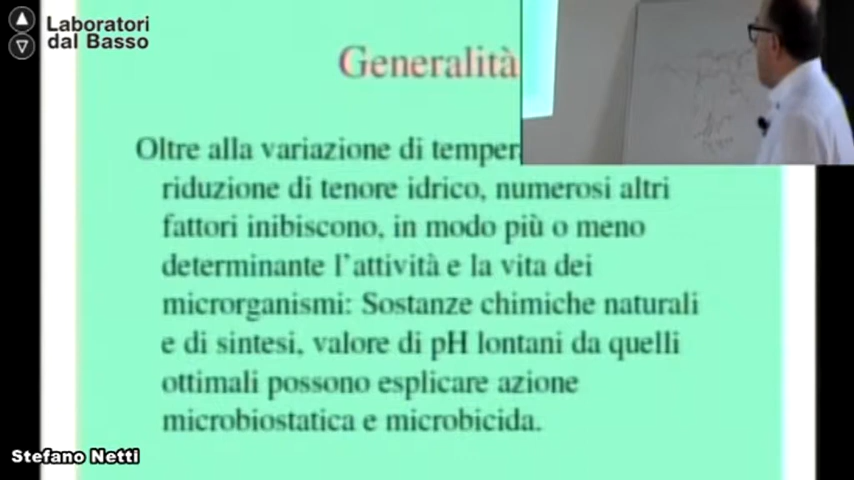 Laboratori
dal Basso
Generalità
Oltre alla variazione di temper
riduzione di tenore idrico, numerosi altri
fattori inibiscono, in modo più o meno
determinante l'attività e la vita dei
microrganismi: Sostanze chimiche naturali
e di sintesi, valore di pH lontani da quelli
ottimali possono esplicare azione
microbiostatica e microbicida.
Stefano Netti